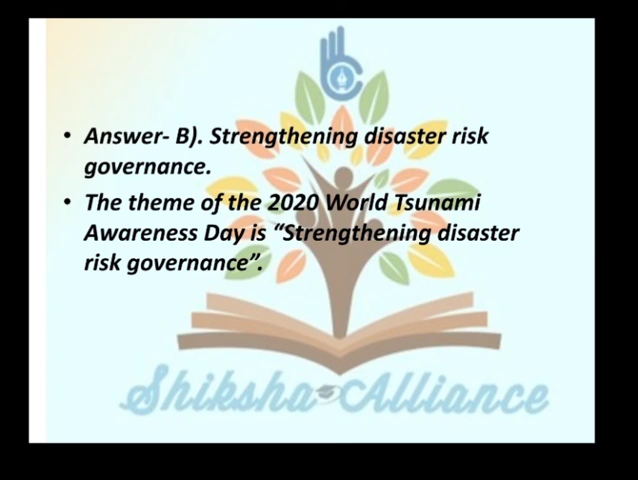 • Answer- B). Strengthening disaster risk
governance.
• The theme of the 2020 World Tsunami
Awareness Day is “Strengthening disaster
risk governance”.
Shiksha Alliance